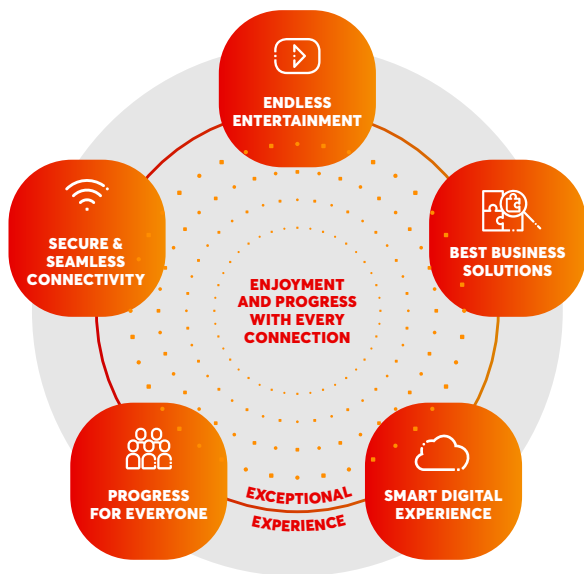 ENDLESS
ENTERTAINMENT
SECURE &
SEAMLESS
CONNECTIVITY
BEST BUSINESS
SOLUTIONS
ENJOYMENT
AND PROGRESS
WITH EVERY
CONNECTION
PROGRESS
FOR EVERYONE
EXCEPTIONAL
EXPERIENCE
SMART DIGITAL
EXPERIENCE